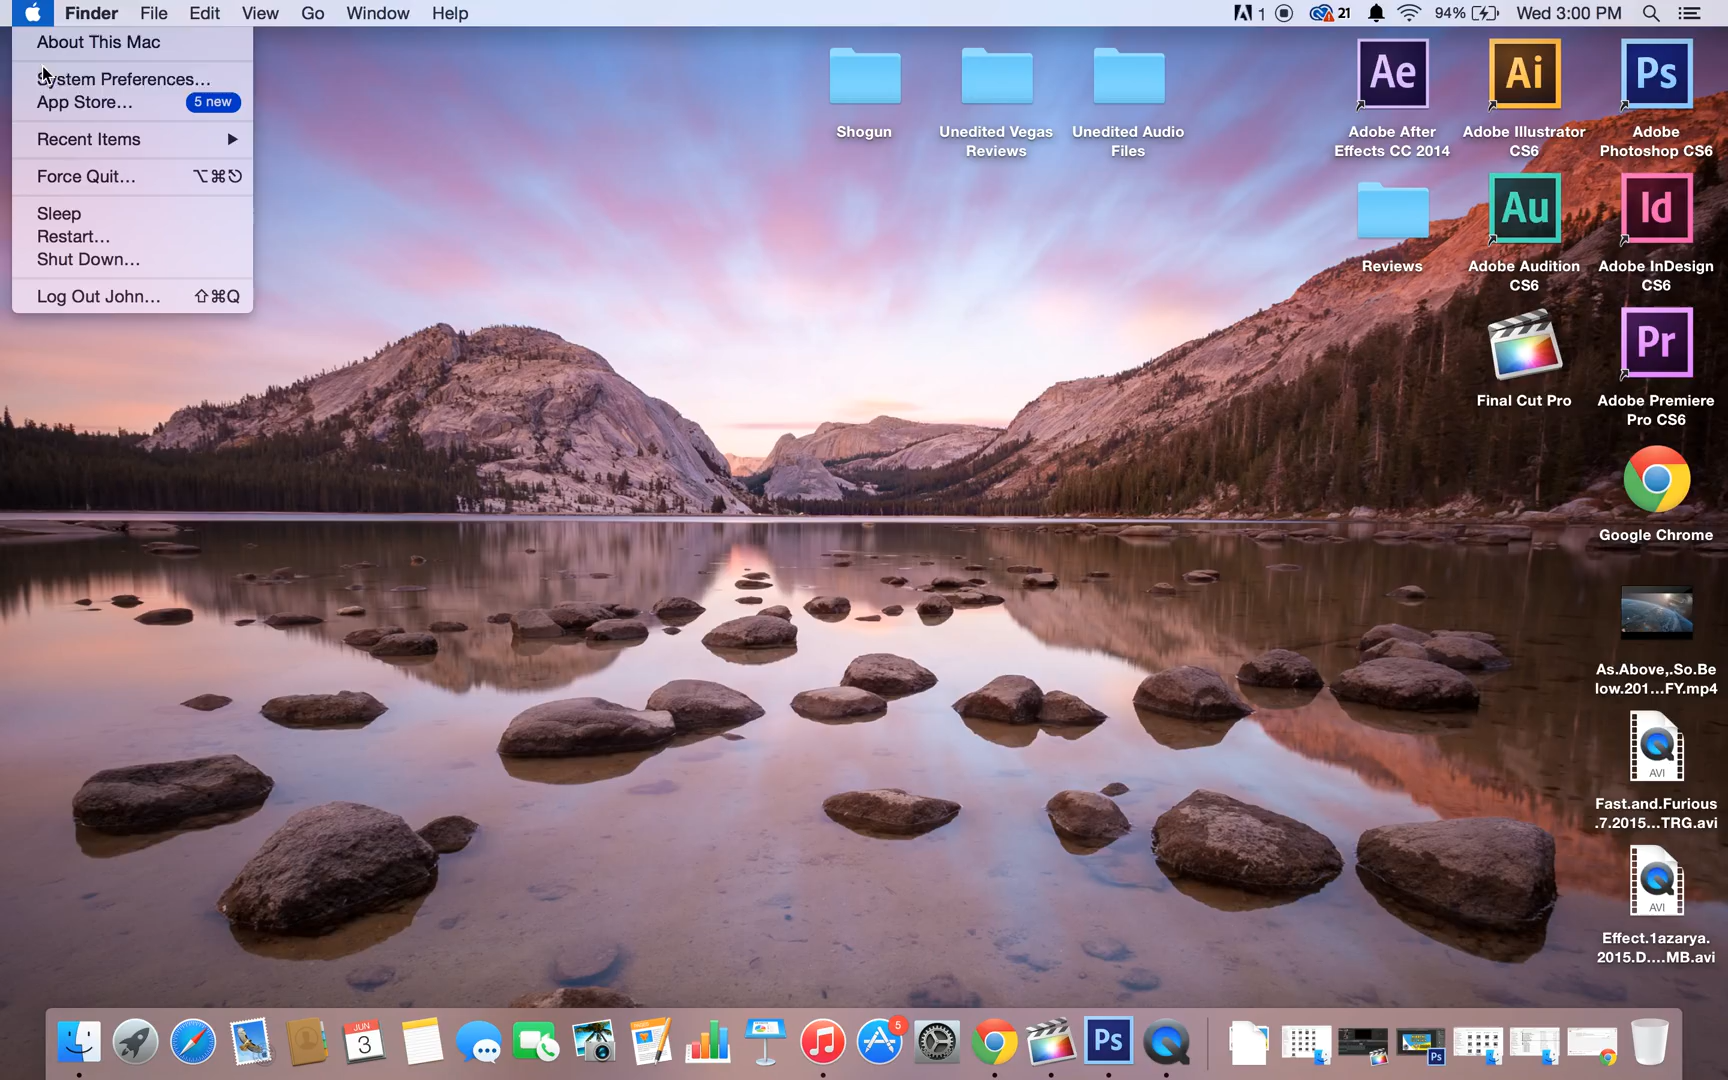 Finder File Edit View Go Window Help
1 21 94% Wed 3:00 PM
About This Mac
System Preferences...
App Store... 5 new
Recent Items ▶
Force Quit... ⌥⌘⎋
Sleep
Restart...
Shut Down...
Log Out John... ⇧⌘Q
Shogun
Unedited Vegas
Reviews
Unedited Audio
Files
Ae
Adobe After
Effects CC 2014
Ai
Adobe Illustrator
CS6
Ps
Adobe
Photoshop CS6
Reviews
Au
Adobe Audition
CS6
Id
Adobe InDesign
CS6
Final Cut Pro
Pr
Adobe Premiere
Pro CS6
Google Chrome
As.Above,.So.Be
low.201...FY.mp4
AVI
Fast.and.Furious
.7.2015...TRG.avi
AVI
Effect.1azarya.
2015.D....MB.avi
JUN
3
5
Ps
Ps